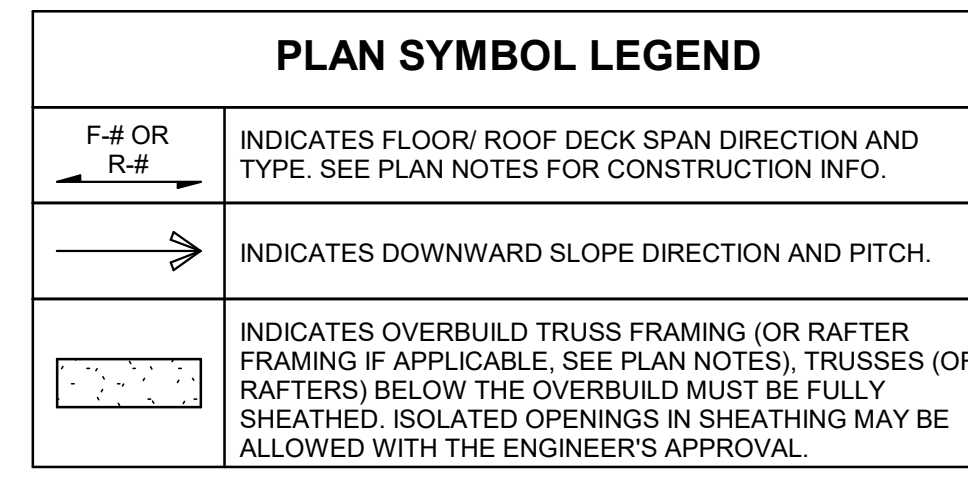 PLAN SYMBOL LEGEND
F-# OR
R-#
INDICATES FLOOR/ ROOF DECK SPAN DIRECTION AND
TYPE. SEE PLAN NOTES FOR CONSTRUCTION INFO.
INDICATES DOWNWARD SLOPE DIRECTION AND PITCH.
INDICATES OVERBUILD TRUSS FRAMING (OR RAFTER
FRAMING IF APPLICABLE, SEE PLAN NOTES), TRUSSES (OR
RAFTERS) BELOW THE OVERBUILD MUST BE FULLY
SHEATHED. ISOLATED OPENINGS IN SHEATHING MAY BE
ALLOWED WITH THE ENGINEER'S APPROVAL.